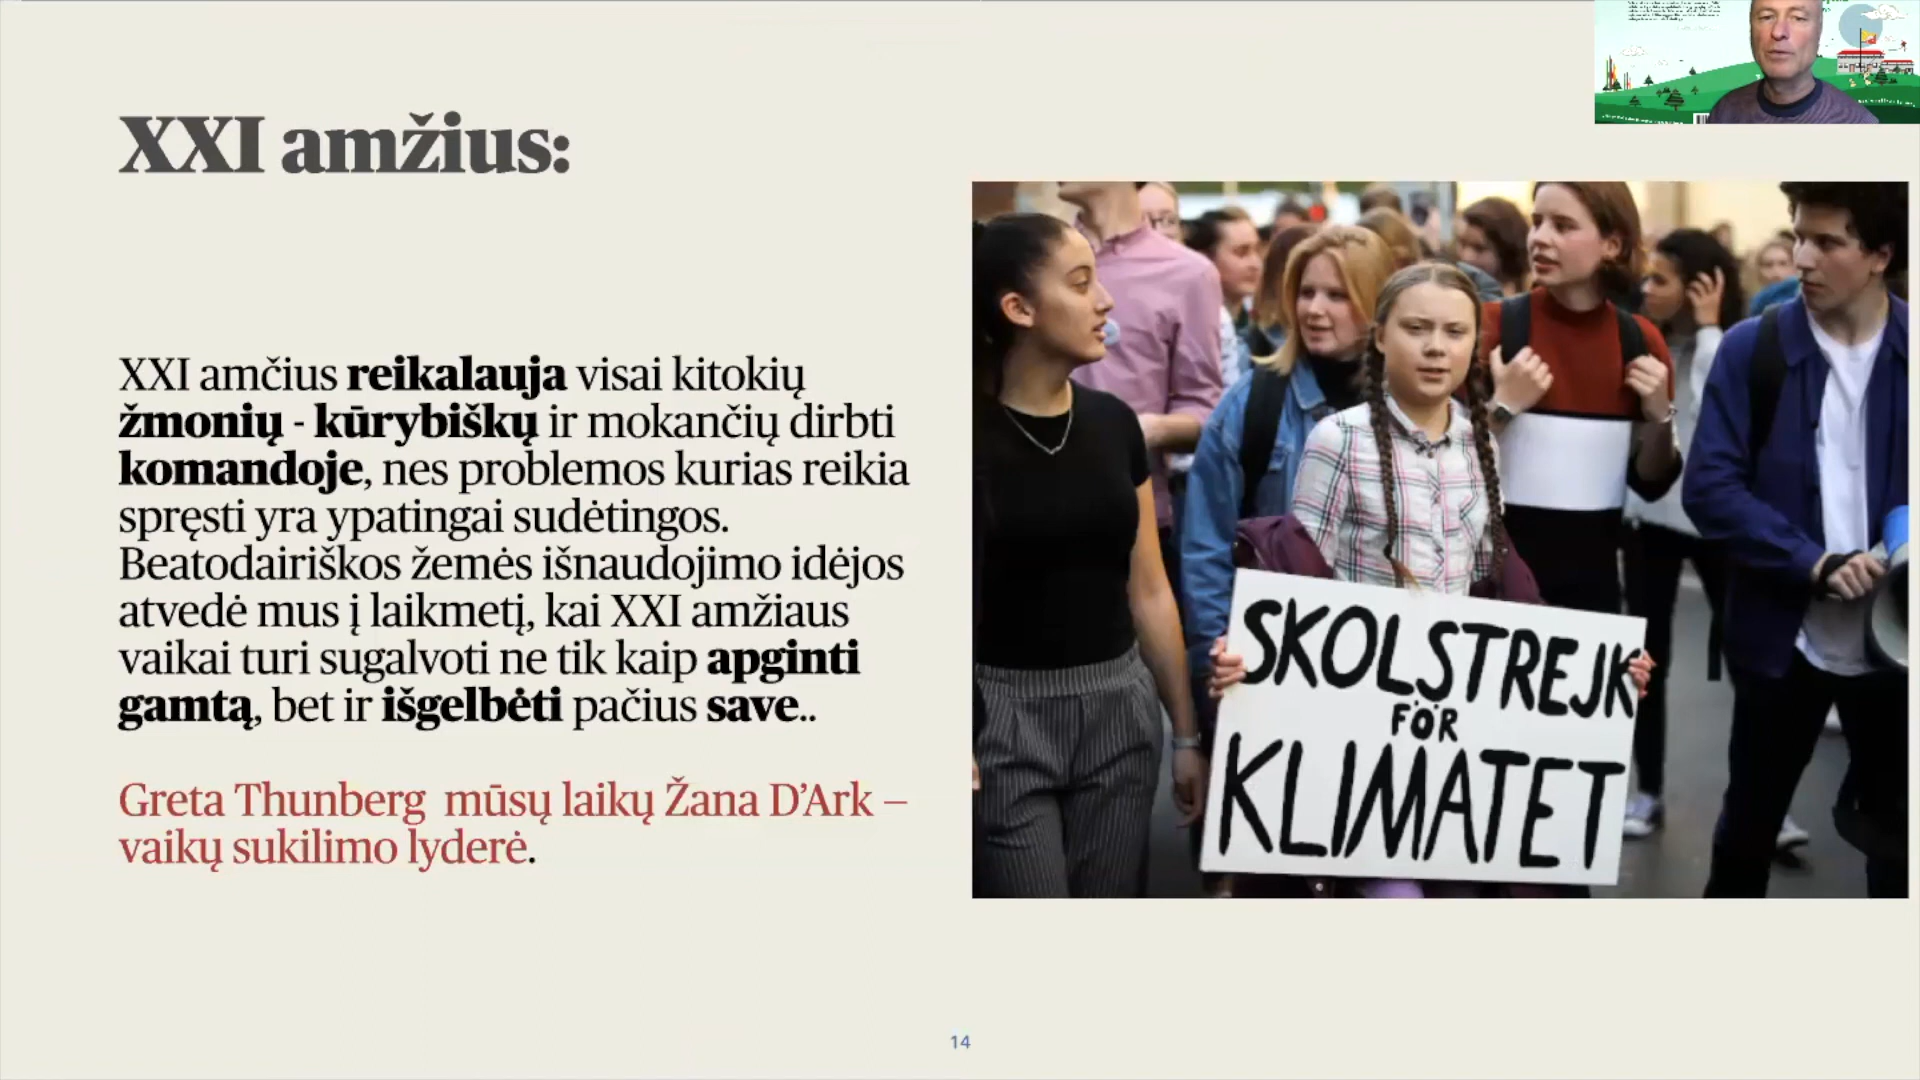 XXI amžius:
XXI amčius reikalauja visai kitokių
žmonių - kūrybiškų ir mokančių dirbti
komandoje, nes problemos kurias reikia
spręsti yra ypatingai sudėtingos.
Beatodairiškos žemės išnaudojimo idėjos
atvedė mus į laikmetį, kai XXI amžiaus
vaikai turi sugalvoti ne tik kaip apginti
gamtą, bet ir išgelbėti pačius save..
Greta Thunberg mūsų laikų Žana D’Ark –
vaikų sukilimo lyderė.
SKOLSTREJK
FÖR
KLIMATET
14